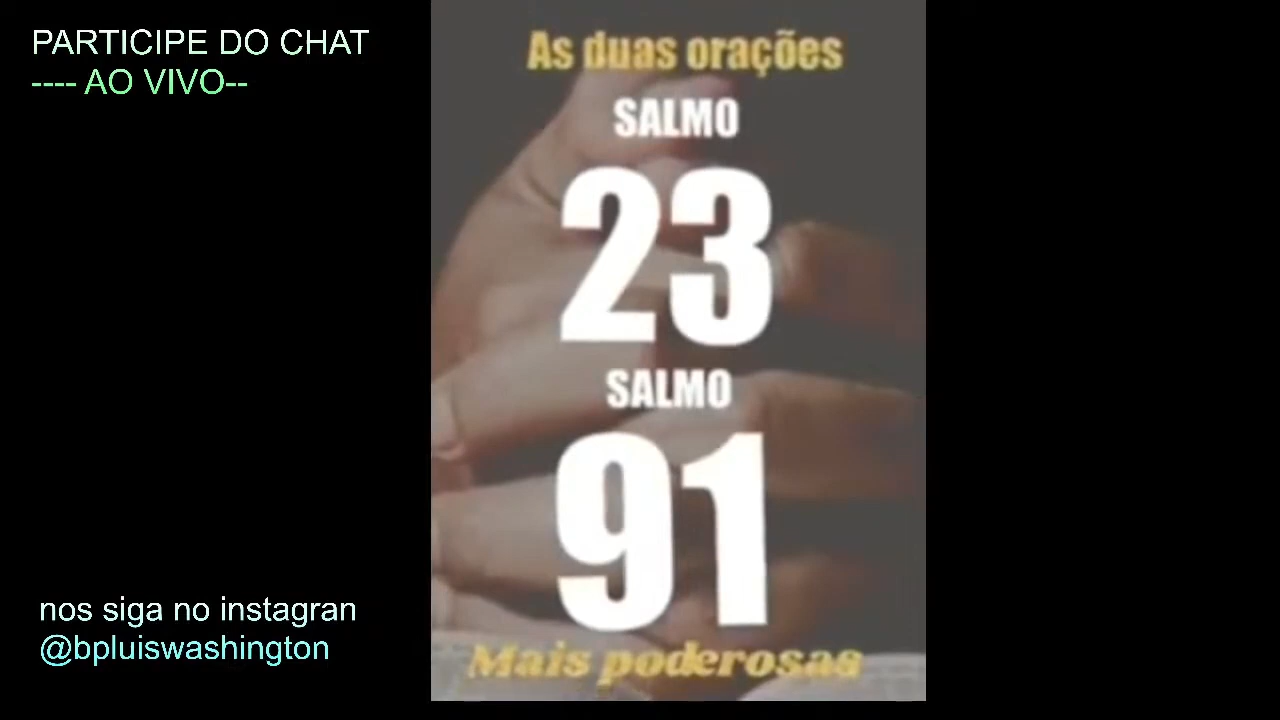 PARTICIPE DO CHAT
---- AO VIVO--
As duas orações
SALMO
23
SALMO
91
Mais poderosas
nos siga no instagran
@bpluiswashington